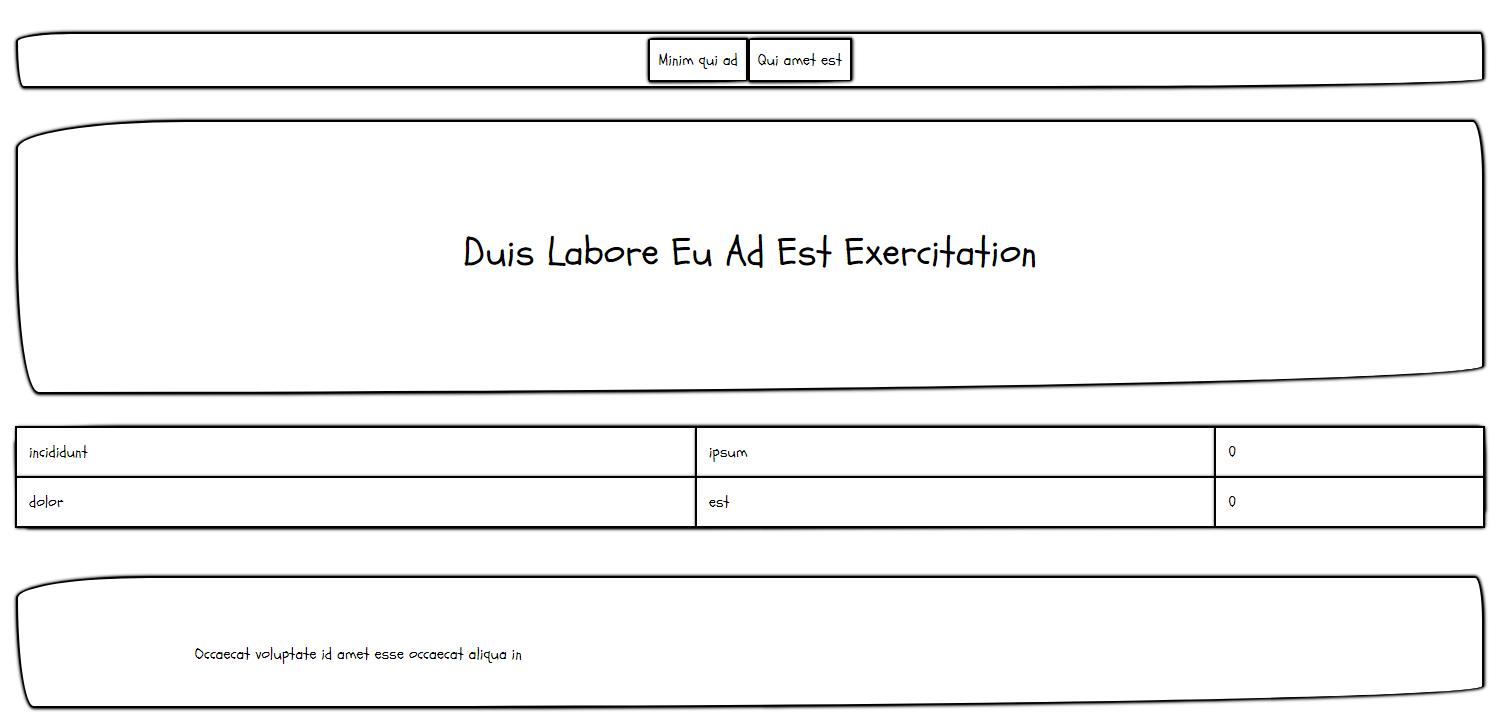 Minim qui ad Qui amet est
Duis Labore Eu Ad Est Exercitation
incididunt ipsum 0
dolor est 0
Occaecat voluptate id amet esse occaecat aliqua in